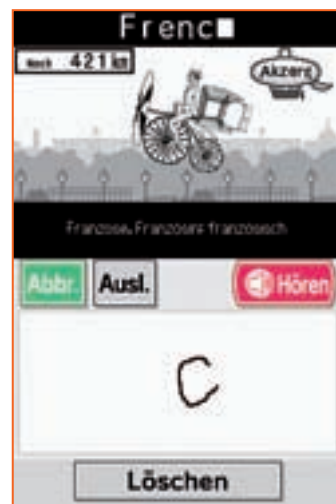 Frenc
Noch 421 km
Akzent
Franzose, Französin; französisch
Abbr.
Ausl.
Hören
C
Löschen